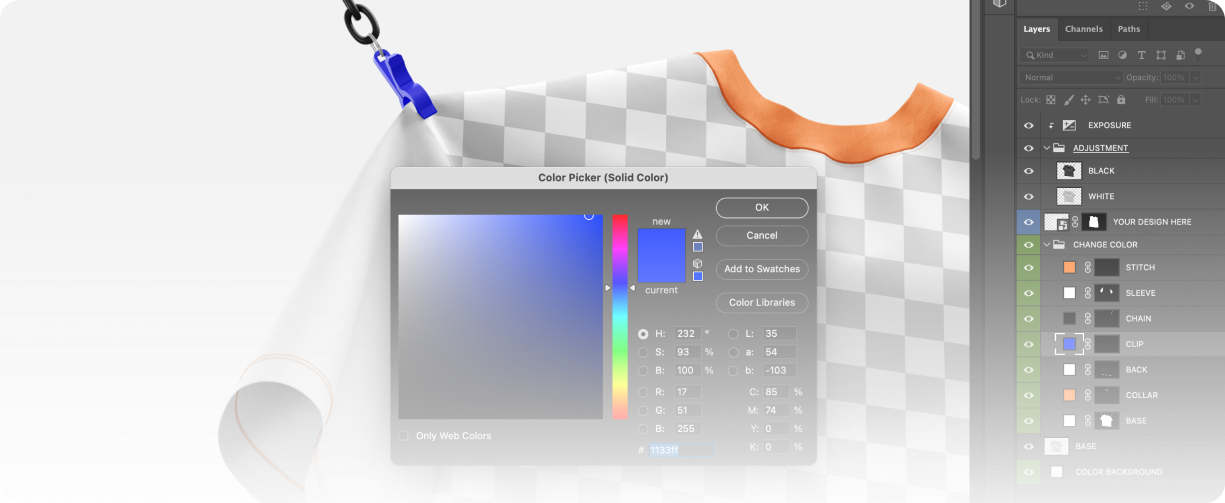 Layers Channels Paths
Kind
Normal Opacity: 100%
Lock: Fill: 100%
EXPOSURE
ADJUSTMENT
BLACK
WHITE
YOUR DESIGN HERE
CHANGE COLOR
STITCH
SLEEVE
CHAIN
CLIP
BACK
COLLAR
BASE
BASE
COLOR BACKGROUND
Color Picker (Solid Color)
new
current
OK
Cancel
Add to Swatches
Color Libraries
H: 232 ° L: 35
S: 93 % a: 54
B: 100 % b: -103
R: 17 C: 85 %
G: 51 M: 74 %
B: 255 Y: 0 %
# 1133ff K: 0 %
Only Web Colors